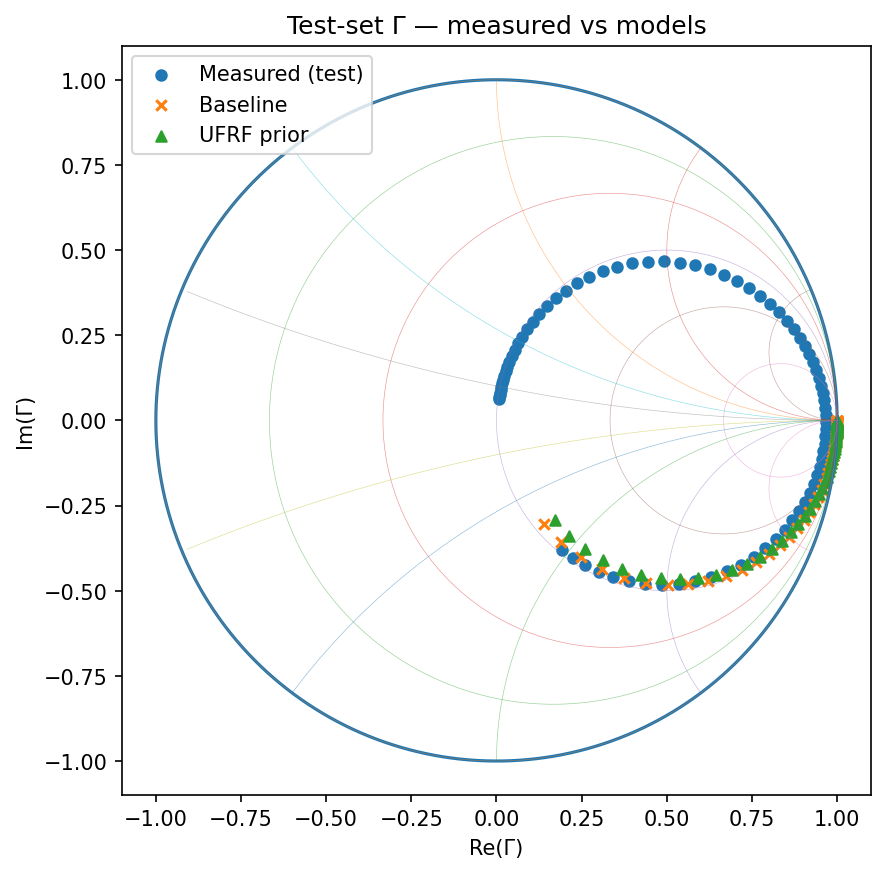 Test-set Γ — measured vs models
Measured (test)
Baseline
UFRF prior
1.00
0.75
0.50
0.25
0.00
−0.25
−0.50
−0.75
−1.00
Im(Γ)
−1.00 −0.75 −0.50 −0.25 0.00 0.25 0.50 0.75 1.00
Re(Γ)